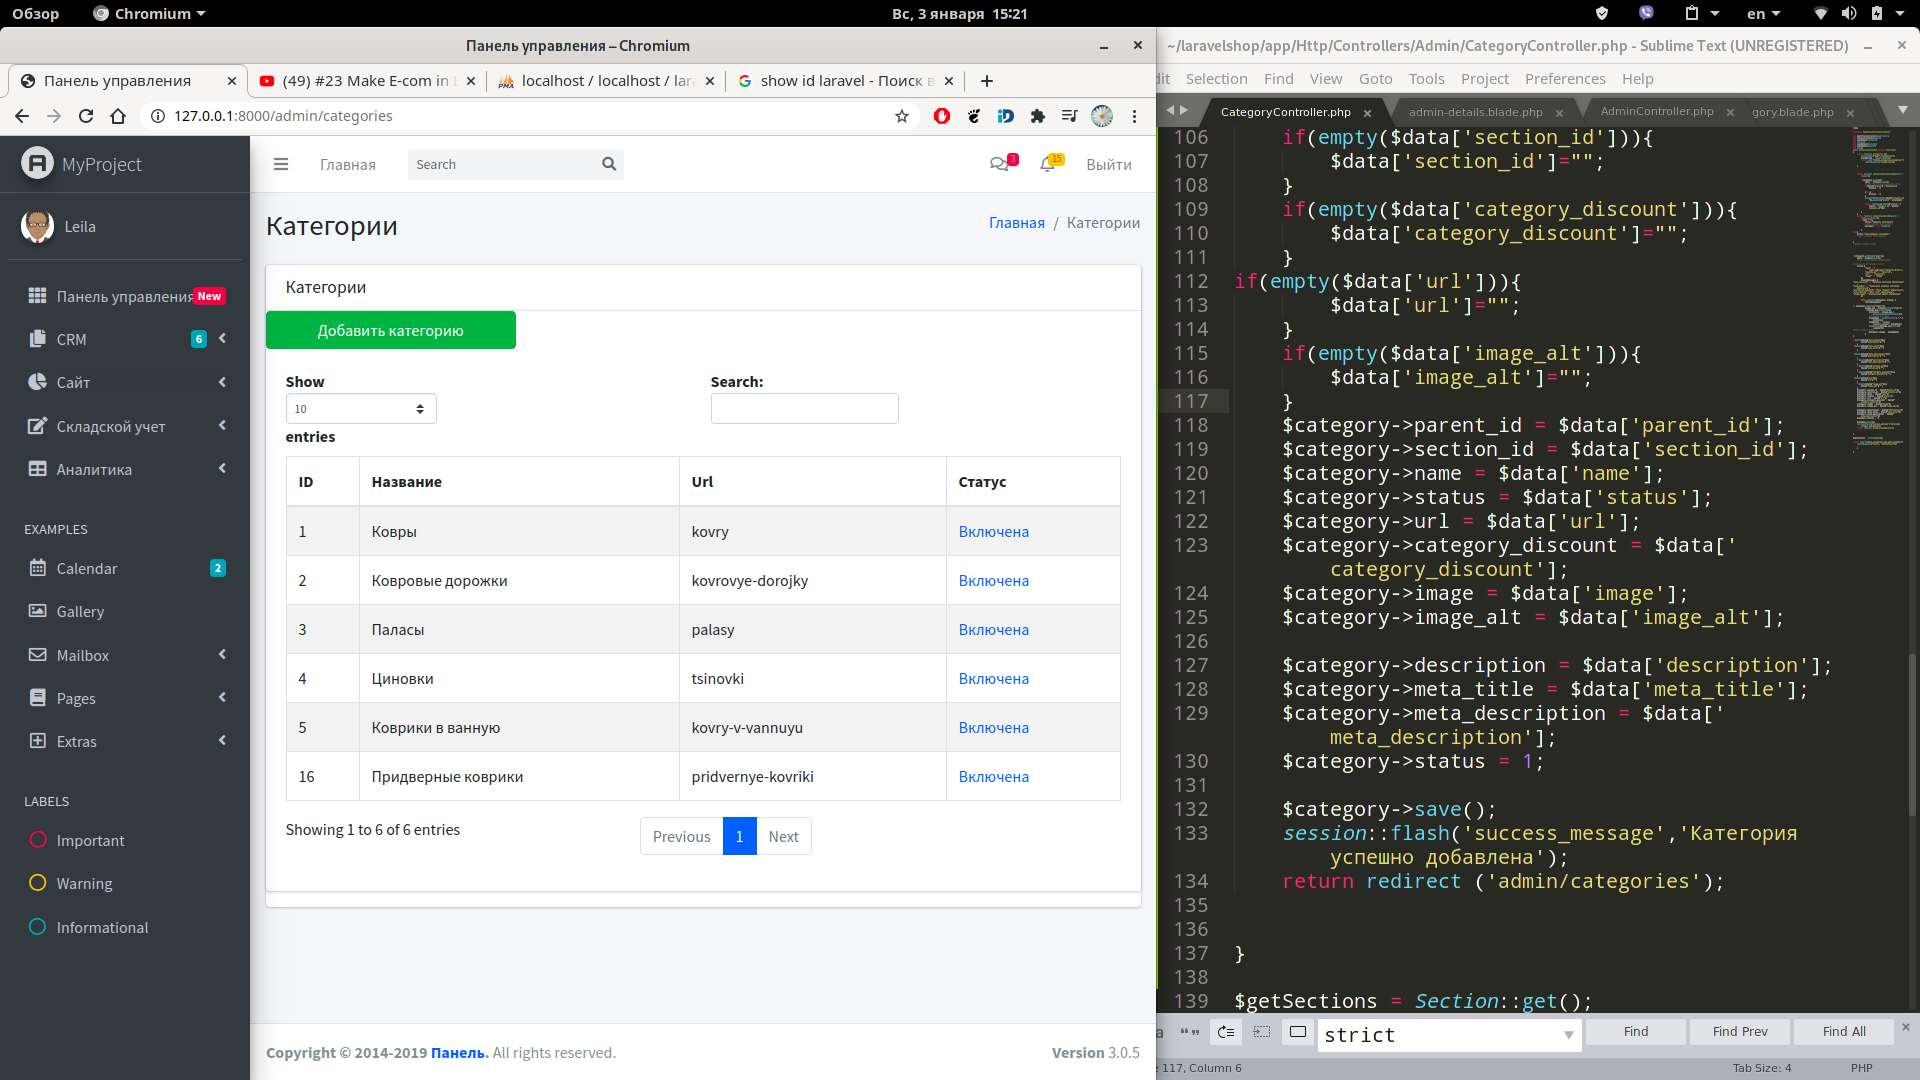 Обзор
Chromium
Вс, 3 января 15:21
en
Панель управления – Chromium
Панель управления
(49) #23 Make E-com in
localhost / localhost / lara
show id laravel - Поиск в
127.0.0.1:8000/admin/categories
MyProject
Leila
Панель управления New
CRM 6
Сайт
Складской учет
Аналитика
EXAMPLES
Calendar 2
Gallery
Mailbox
Pages
Extras
LABELS
Important
Warning
Informational
Главная
Search
3
15
Выйти
Категории
Главная / Категории
Категории
Добавить категорию
Show
10
entries
Search:
ID Название Url Статус
1 Ковры kovry Включена
2 Ковровые дорожки kovrovye-dorojky Включена
3 Паласы palasy Включена
4 Циновки tsinovki Включена
5 Коврики в ванную kovry-v-vannuyu Включена
16 Придверные коврики pridvernye-kovriki Включена
Showing 1 to 6 of 6 entries
Previous 1 Next
Copyright © 2014-2019 Панель. All rights reserved.
Version 3.0.5
~/laravelshop/app/Http/Controllers/Admin/CategoryController.php - Sublime Text (UNREGISTERED)
dit Selection Find View Goto Tools Project Preferences Help
CategoryController.php
admin-details.blade.php
AdminController.php
gory.blade.php
106 if(empty($data['section_id'])){
107 $data['section_id']="";
108 }
109 if(empty($data['category_discount'])){
110 $data['category_discount']="";
111 }
112 if(empty($data['url'])){
113 $data['url']="";
114 }
115 if(empty($data['image_alt'])){
116 $data['image_alt']="";
117 }
118 $category->parent_id = $data['parent_id'];
119 $category->section_id = $data['section_id'];
120 $category->name = $data['name'];
121 $category->status = $data['status'];
122 $category->url = $data['url'];
123 $category->category_discount = $data['
category_discount'];
124 $category->image = $data['image'];
125 $category->image_alt = $data['image_alt'];
126
127 $category->description = $data['description'];
128 $category->meta_title = $data['meta_title'];
129 $category->meta_description = $data['
meta_description'];
130 $category->status = 1;
131
132 $category->save();
133 session::flash('success_message','Категория
успешно добавлена');
134 return redirect ('admin/categories');
135
136
137 }
138
139 $getSections = Section::get();
strict
Find
Find Prev
Find All
e 117, Column 6
Tab Size: 4
PHP